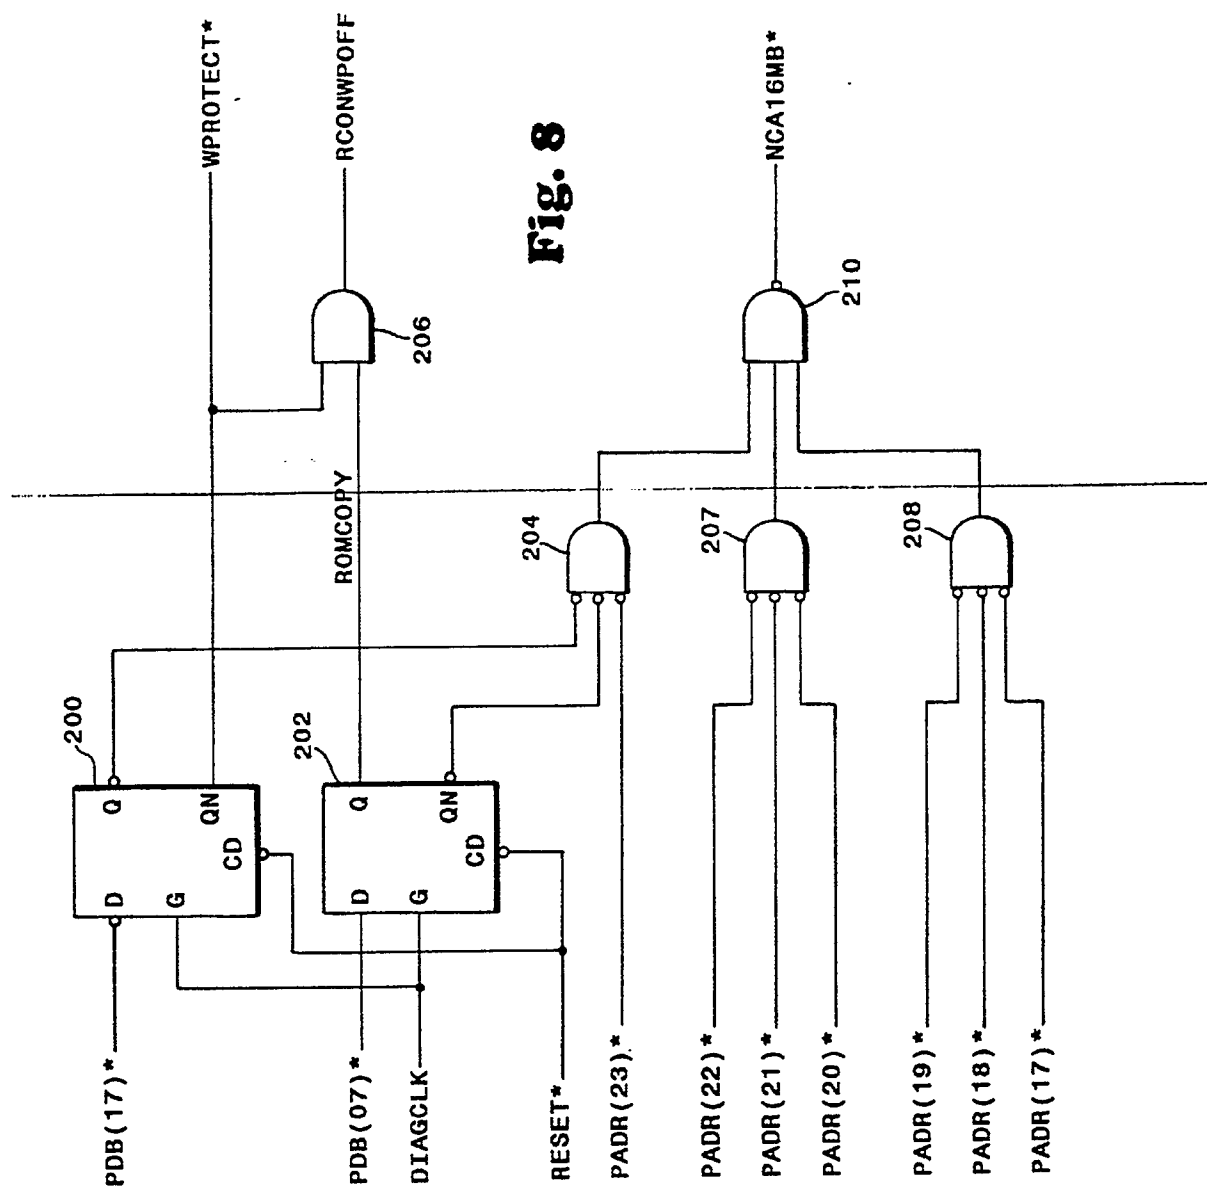 WPROTECT*
RCONWPOFF
Fig. 8
NCA16MB*
206
210
ROMCOPY
204
207
208
200
202
Q
QN
CD
D
G
Q
QN
CD
D
G
PDB(17)*
PDB(07)*
DIAGCLK
RESET*
PADR(23).*
PADR(22)*
PADR(21)*
PADR(20)*
PADR(19)*
PADR(18)*
PADR(17)*